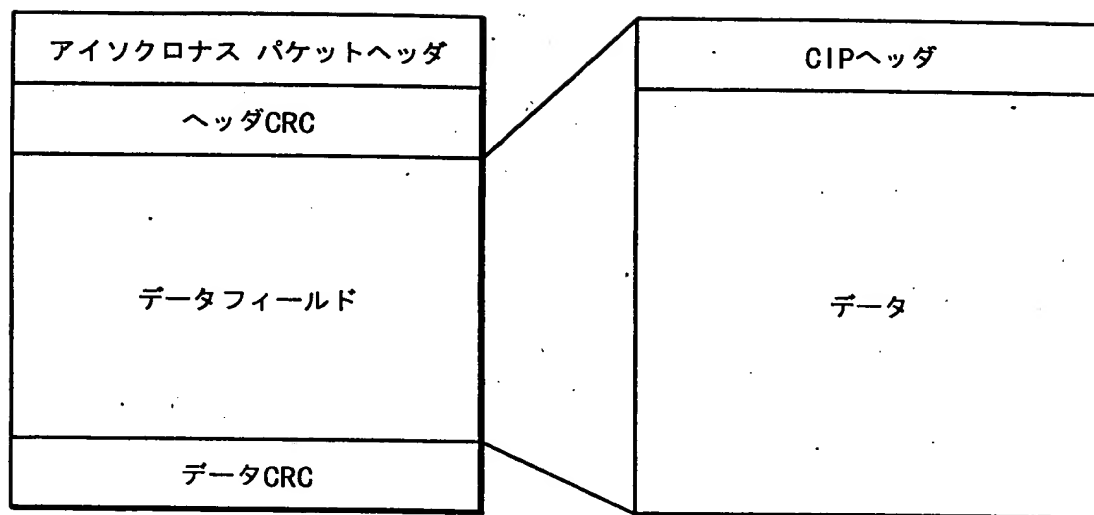 アイソクロナス パケットヘッダ
ヘッダCRC
データフィールド
データCRC
CIPヘッダ
データ